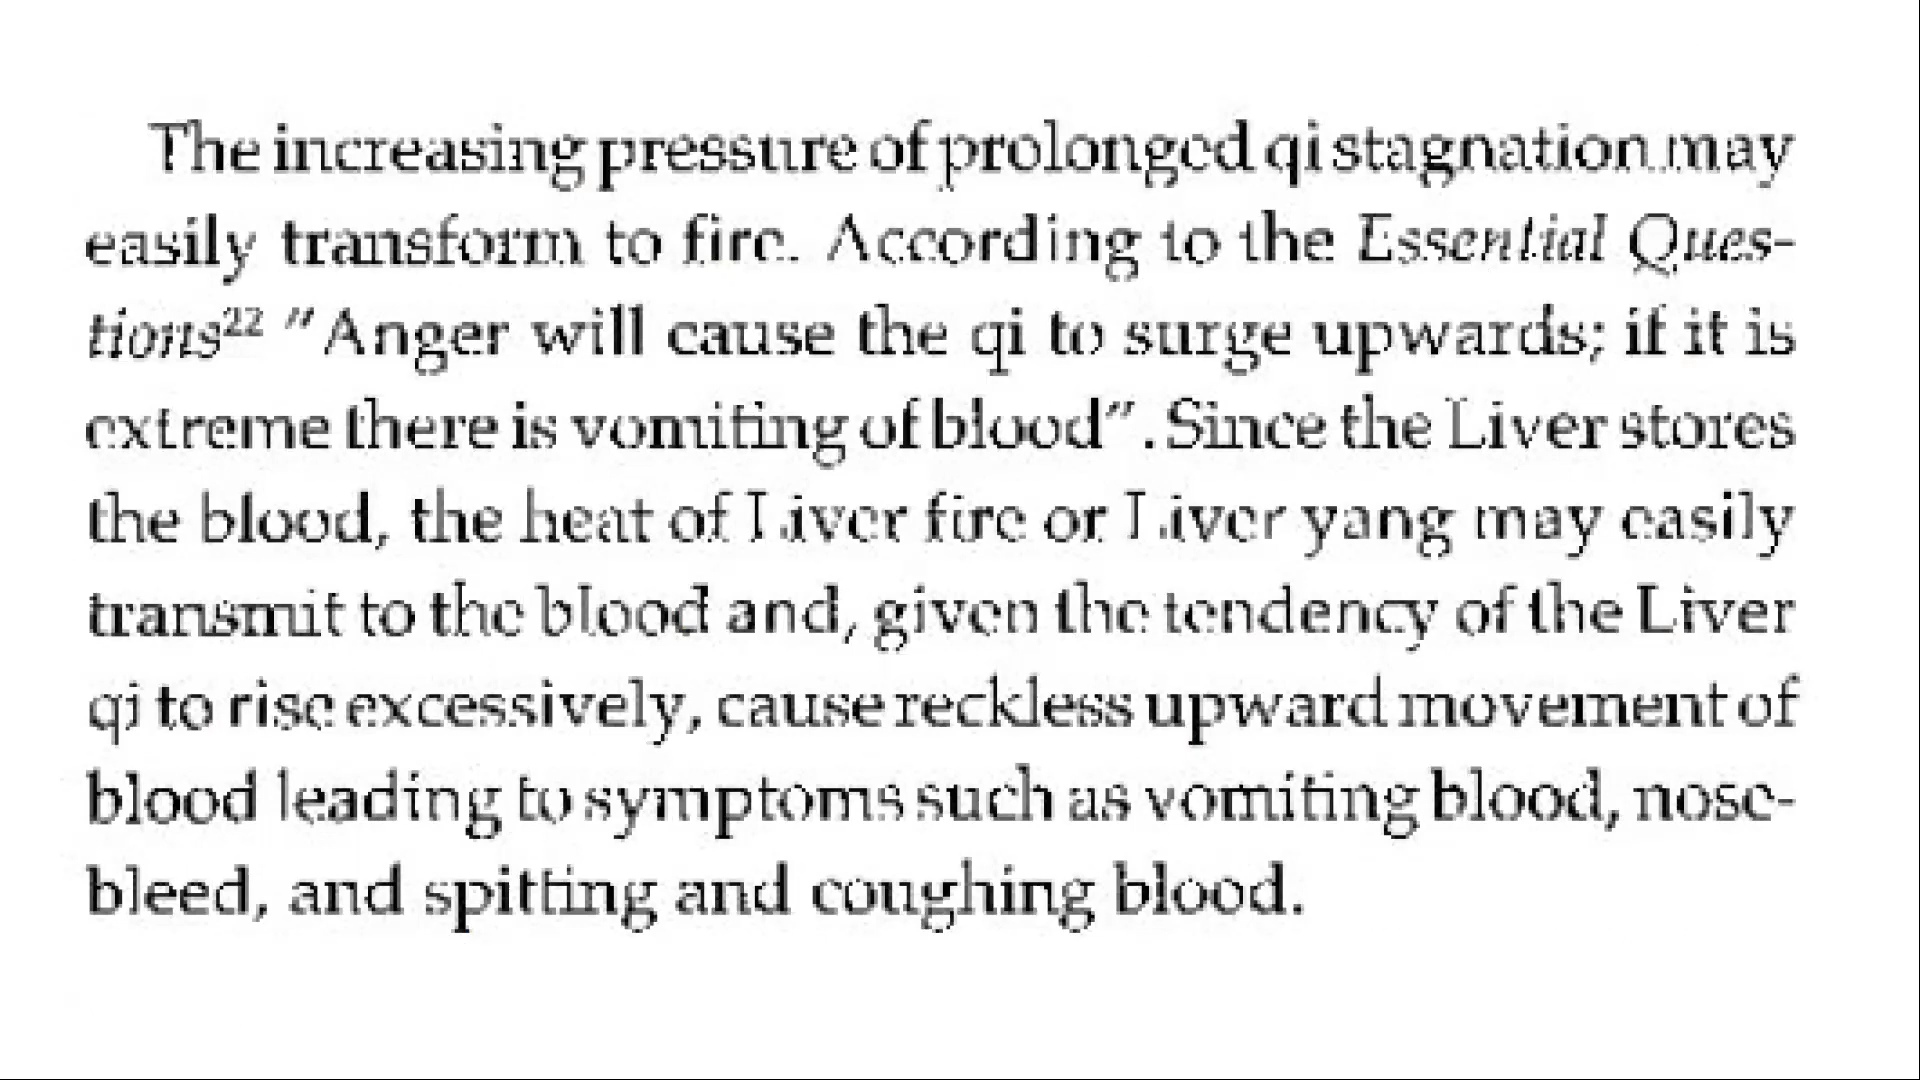 The increasing pressure of prolonged qi stagnation may
easily transform to fire. According to the Essential Ques-
tions22 "Anger will cause the qi to surge upwards; if it is
extreme there is vomiting of blood". Since the Liver stores
the blood, the heat of Liver fire or Liver yang may easily
transmit to the blood and, given the tendency of the Liver
qi to rise excessively, cause reckless upward movement of
blood leading to symptoms such as vomiting blood, nose-
bleed, and spitting and coughing blood.